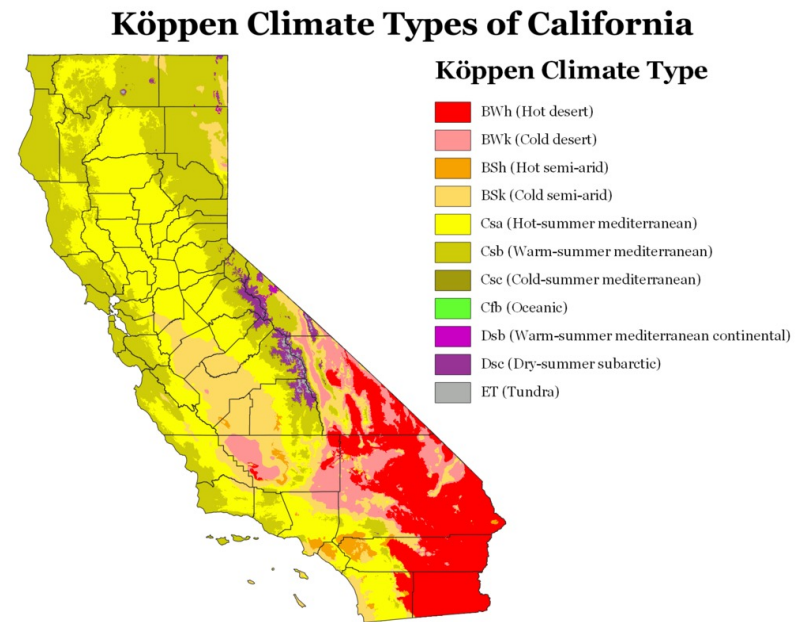 Köppen Climate Types of California
Köppen Climate Type
BWh (Hot desert)
BWk (Cold desert)
BSh (Hot semi-arid)
BSk (Cold semi-arid)
Csa (Hot-summer mediterranean)
Csb (Warm-summer mediterranean)
Csc (Cold-summer mediterranean)
Cfb (Oceanic)
Dsb (Warm-summer mediterranean continental)
Dsc (Dry-summer subarctic)
ET (Tundra)